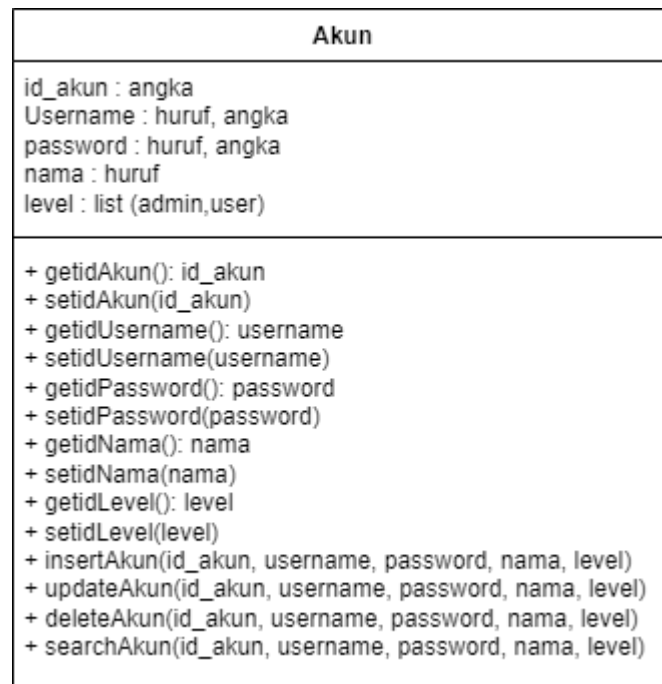 Akun
id_akun : angka
Username : huruf, angka
password : huruf, angka
nama : huruf
level : list (admin,user)
+ getidAkun(): id_akun
+ setidAkun(id_akun)
+ getidUsername(): username
+ setidUsername(username)
+ getidPassword(): password
+ setidPassword(password)
+ getidNama(): nama
+ setidNama(nama)
+ getidLevel(): level
+ setidLevel(level)
+ insertAkun(id_akun, username, password, nama, level)
+ updateAkun(id_akun, username, password, nama, level)
+ deleteAkun(id_akun, username, password, nama, level)
+ searchAkun(id_akun, username, password, nama, level)